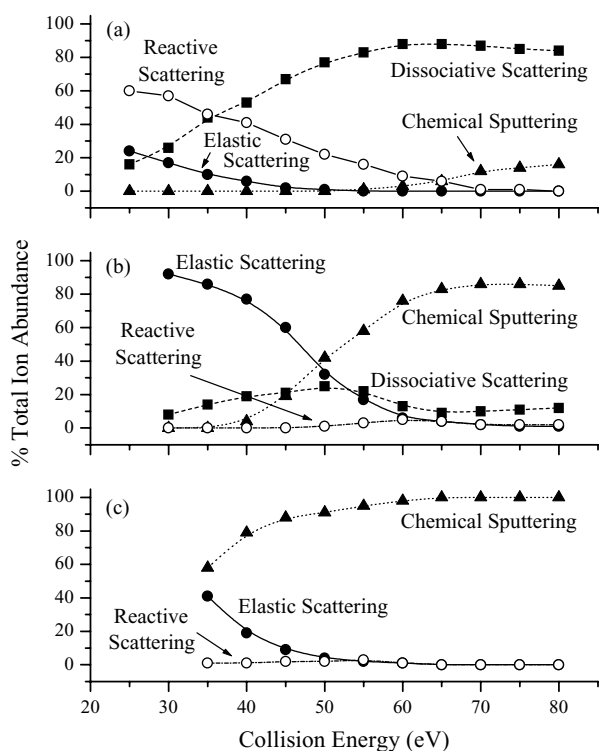 (a)
Reactive
Scattering
Dissociative Scattering
Chemical Sputtering
Elastic
Scattering
100
80
60
40
20
0
(b)
Elastic Scattering
Chemical Sputtering
Reactive
Scattering
Dissociative Scattering
80
60
40
20
0
% Total Ion Abundance
(c)
Chemical Sputtering
Elastic Scattering
Reactive
Scattering
100
80
60
40
20
0
20 30 40 50 60 70 80
Collision Energy (eV)